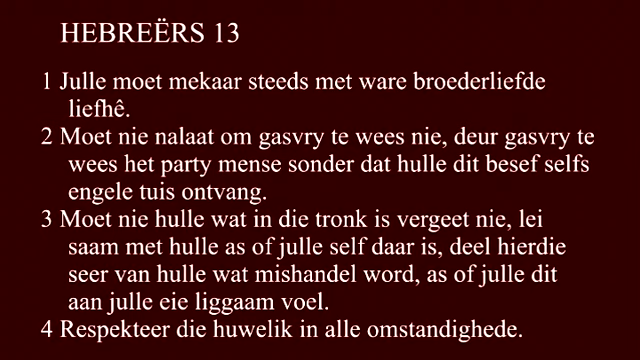 HEBREËRS 13
1 Julle moet mekaar steeds met ware broederliefde
liefhê.
2 Moet nie nalaat om gasvry te wees nie, deur gasvry te
wees het party mense sonder dat hulle dit besef selfs
engele tuis ontvang.
3 Moet nie hulle wat in die tronk is vergeet nie, lei
saam met hulle as of julle self daar is, deel hierdie
seer van hulle wat mishandel word, as of julle dit
aan julle eie liggaam voel.
4 Respekteer die huwelik in alle omstandighede.